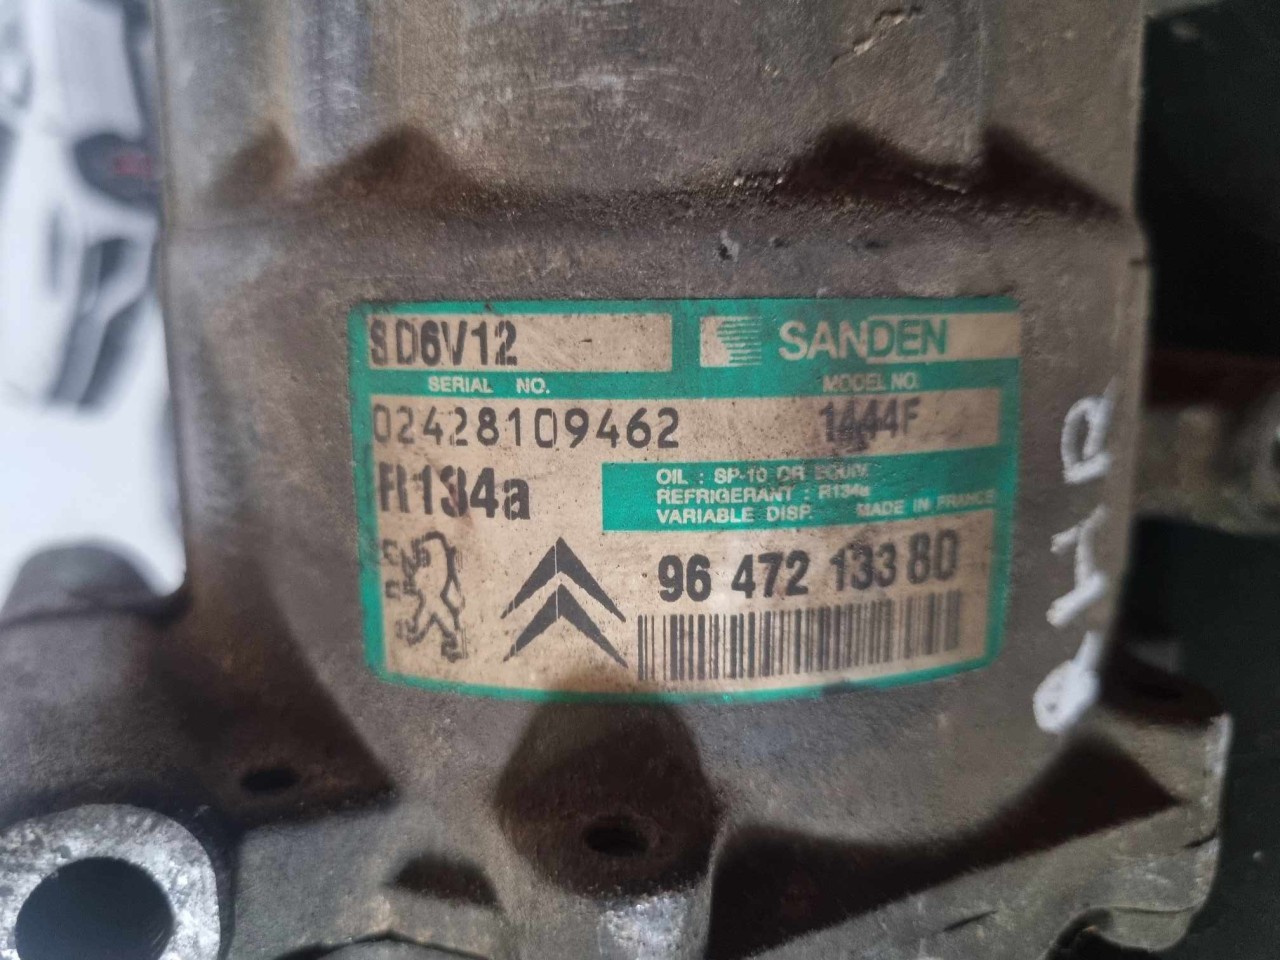 SD6V12
SANDEN
SERIAL NO.
MODEL NO.
02428109462
1444F
R134a
OIL : SP-10 OR EQUIV
REFRIGERANT : R134a
VARIABLE DISP.
MADE IN FRANCE
96 472 133 80